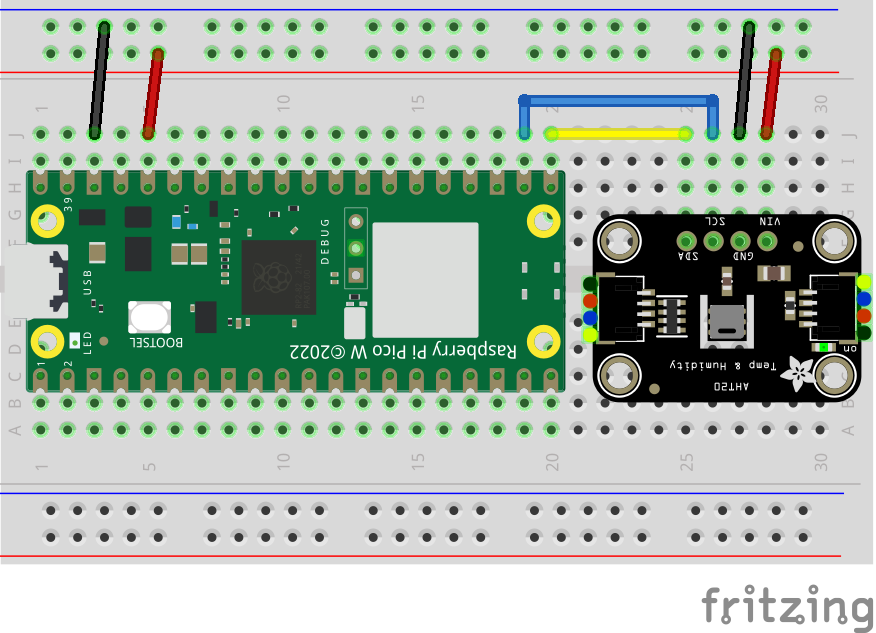 1 10 15 2 25 30
J J
I I
H H
G G
F
E
D
C C
B B
A A
1 5 10 15 20 25 30
39
USB
DEBUG
BOOTSEL
LED
1 2
Raspberry Pi Pico W ©2022
SCL VIN
SDA GND
on
Temp & Humidity
AHT20
fritzing